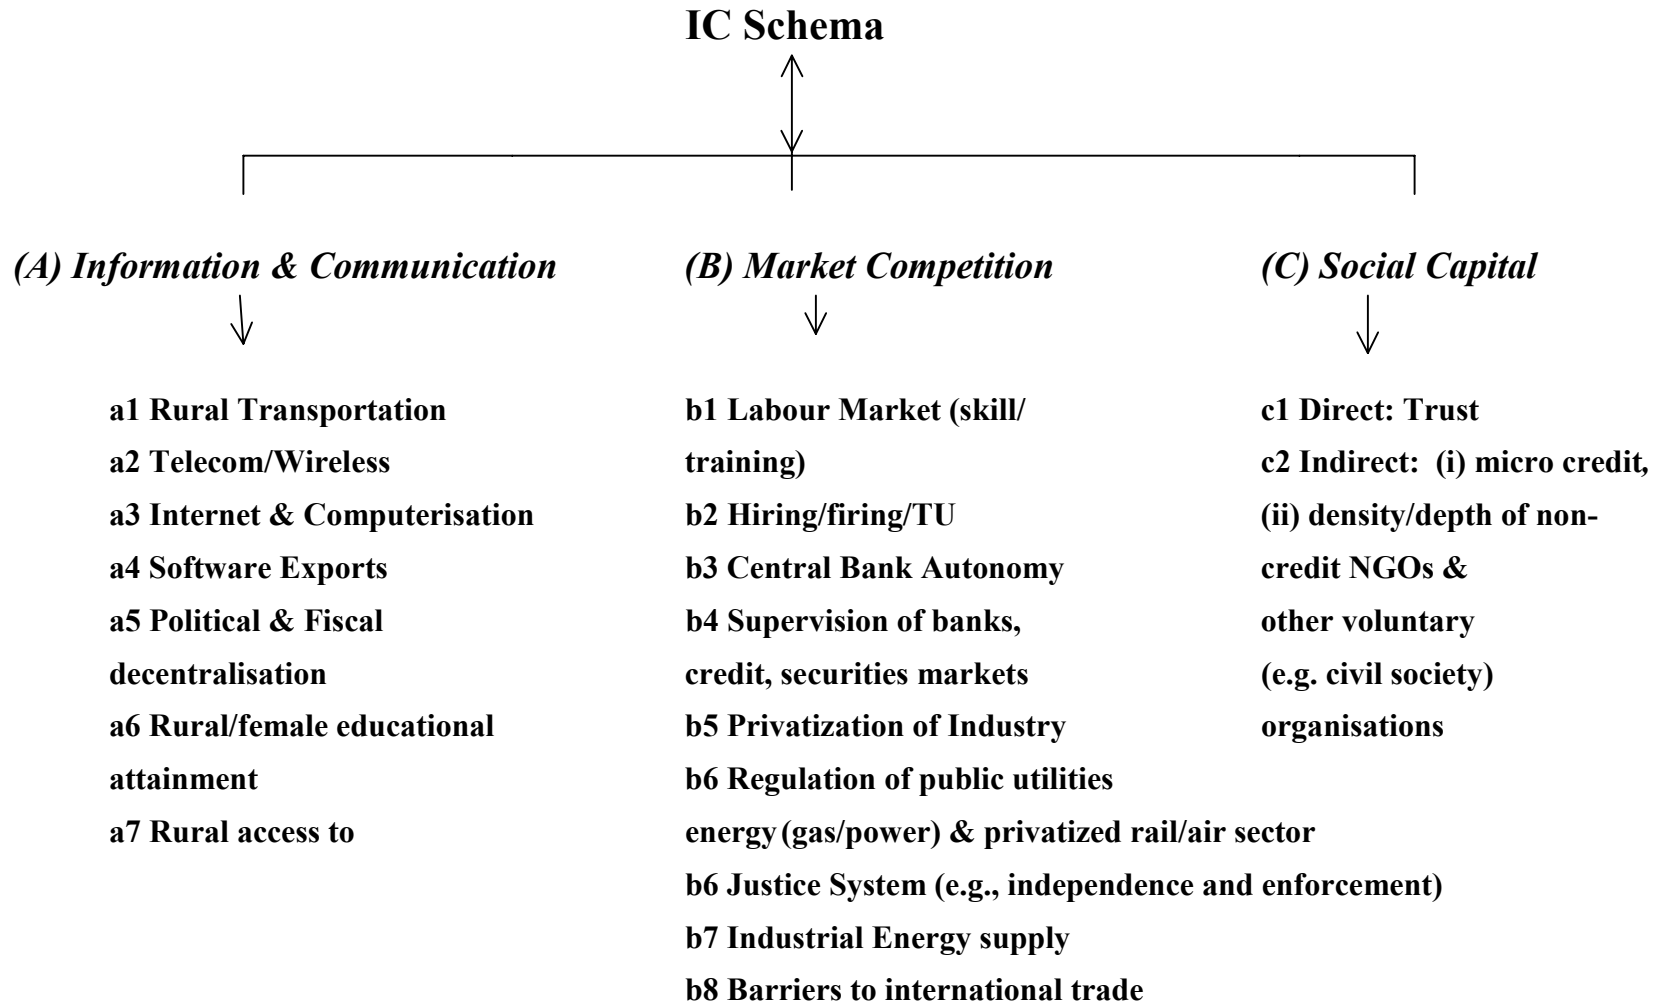 IC Schema
(A) Information & Communication
a1 Rural Transportation
a2 Telecom/Wireless
a3 Internet & Computerisation
a4 Software Exports
a5 Political & Fiscal
decentralisation
a6 Rural/female educational
attainment
a7 Rural access to
(B) Market Competition
b1 Labour Market (skill/
training)
b2 Hiring/firing/TU
b3 Central Bank Autonomy
b4 Supervision of banks,
credit, securities markets
b5 Privatization of Industry
b6 Regulation of public utilities
energy (gas/power) & privatized rail/air sector
b6 Justice System (e.g., independence and enforcement)
b7 Industrial Energy supply
b8 Barriers to international trade
(C) Social Capital
c1 Direct: Trust
c2 Indirect: (i) micro credit,
(ii) density/depth of non-
credit NGOs &
other voluntary
(e.g. civil society)
organisations